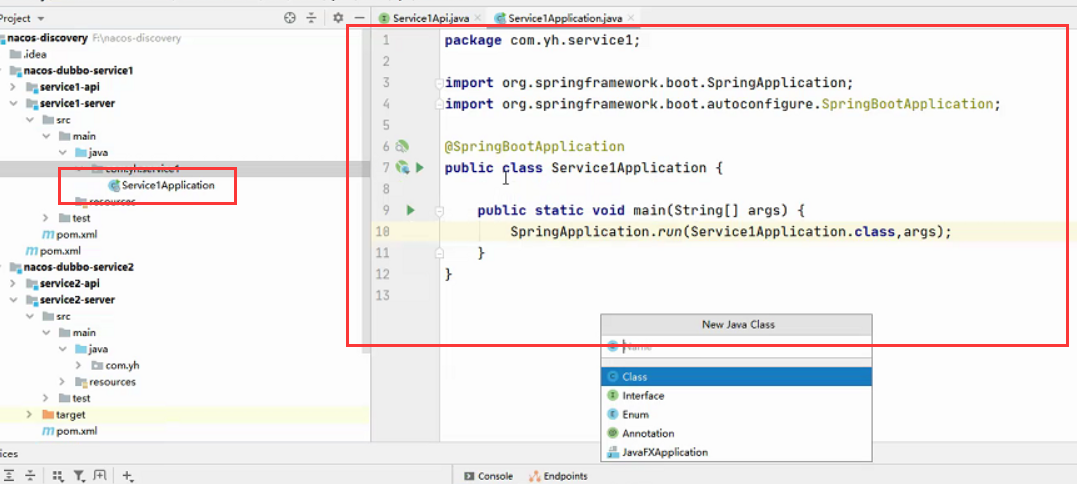 Project
nacos-discovery F:\nacos-discovery
.idea
nacos-dubbo-service1
service1-api
service1-server
src
main
java
com.yh.service1
Service1Application
resources
test
pom.xml
pom.xml
nacos-dubbo-service2
service2-api
service2-server
src
main
java
com.yh
resources
test
target
pom.xml
Service1Api.java
Service1Application.java
1 package com.yh.service1;
2
3 import org.springframework.boot.SpringApplication;
4 import org.springframework.boot.autoconfigure.SpringBootApplication;
5
6 @SpringBootApplication
7 public class Service1Application {
8
9 public static void main(String[] args) {
10 SpringApplication.run(Service1Application.class,args);
11 }
12 }
13
New Java Class
Name
Class
Interface
Enum
Annotation
JavaFXApplication
Console
Endpoints